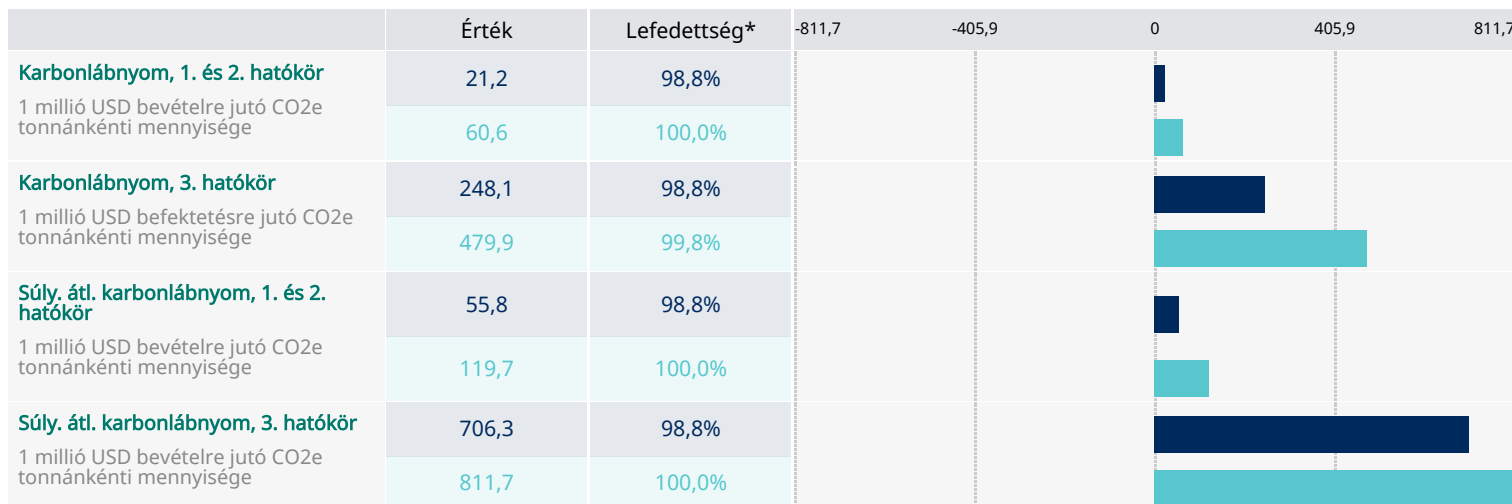 Érték Lefedettség* -811,7 -405,9 0 405,9 811,7
Karbonlábnyom, 1. és 2. hatókör
1 millió USD bevételre jutó CO2e
tonnánkénti mennyisége
21,2 98,8%
60,6 100,0%
Karbonlábnyom, 3. hatókör
1 millió USD befektetésre jutó CO2e
tonnánkénti mennyisége
248,1 98,8%
479,9 99,8%
Súly. átl. karbonlábnyom, 1. és 2.
hatókör
1 millió USD bevételre jutó CO2e
tonnánkénti mennyisége
55,8 98,8%
119,7 100,0%
Súly. átl. karbonlábnyom, 3. hatókör
1 millió USD bevételre jutó CO2e
tonnánkénti mennyisége
706,3 98,8%
811,7 100,0%